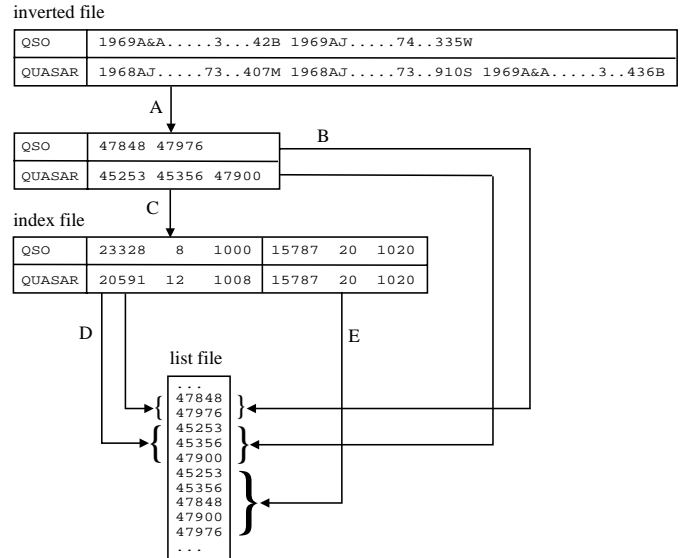 inverted file
QSO 1969A&A.....3...42B 1969AJ.....74..335W
QUASAR 1968AJ.....73..407M 1968AJ.....73..910S 1969A&A.....3..436B
A
B
QSO 47848 47976
QUASAR 45253 45356 47900
C
index file
QSO 23328 8 1000 15787 20 1020
QUASAR 20591 12 1008 15787 20 1020
D
E
list file
...
47848
47976
45253
45356
47900
45253
45356
47848
47900
47976
...